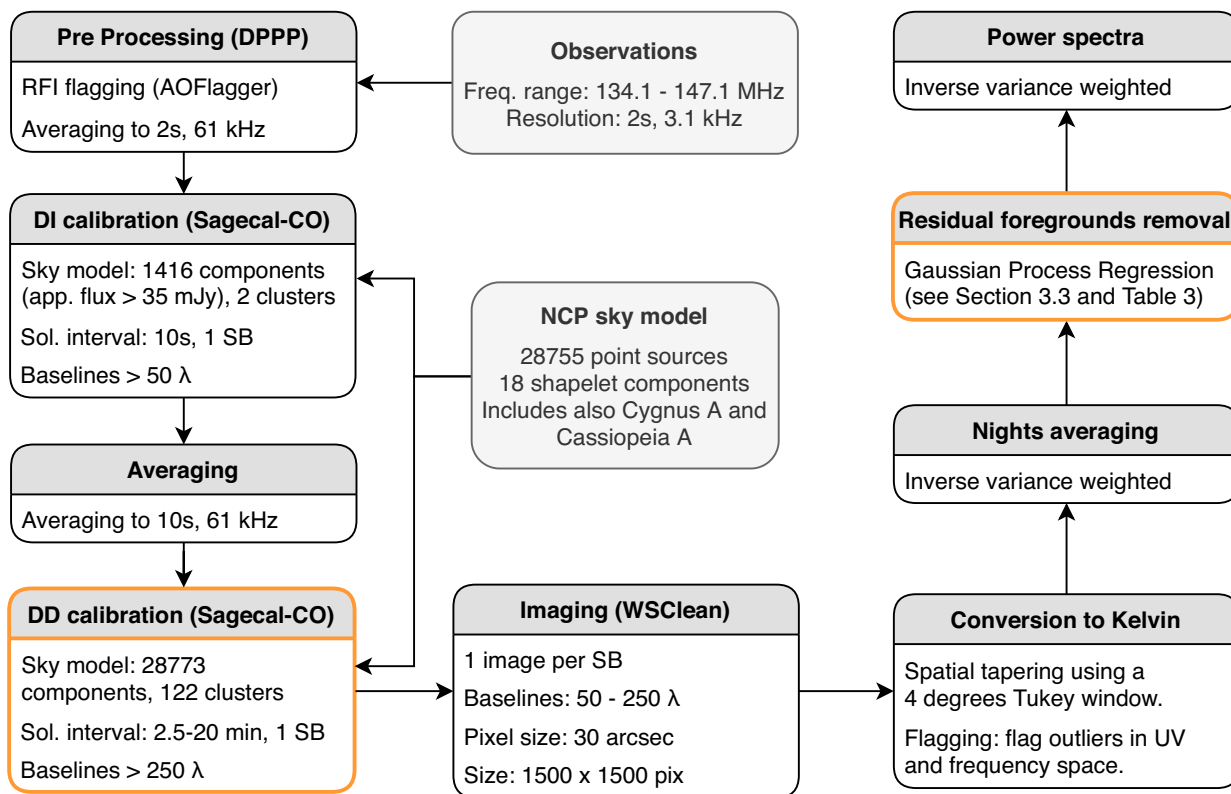 Pre Processing (DPPP)
RFI flagging (AOFlagger)
Averaging to 2s, 61 kHz
Observations
Freq. range: 134.1 - 147.1 MHz
Resolution: 2s, 3.1 kHz
DI calibration (Sagecal-CO)
Sky model: 1416 components
(app. flux > 35 mJy), 2 clusters
Sol. interval: 10s, 1 SB
Baselines > 50 λ
NCP sky model
28755 point sources
18 shapelet components
Includes also Cygnus A and
Cassiopeia A
Averaging
Averaging to 10s, 61 kHz
DD calibration (Sagecal-CO)
Sky model: 28773
components, 122 clusters
Sol. interval: 2.5-20 min, 1 SB
Baselines > 250 λ
Imaging (WSClean)
1 image per SB
Baselines: 50 - 250 λ
Pixel size: 30 arcsec
Size: 1500 x 1500 pix
Conversion to Kelvin
Spatial tapering using a
4 degrees Tukey window.
Flagging: flag outliers in UV
and frequency space.
Nights averaging
Inverse variance weighted
Residual foregrounds removal
Gaussian Process Regression
(see Section 3.3 and Table 3)
Power spectra
Inverse variance weighted